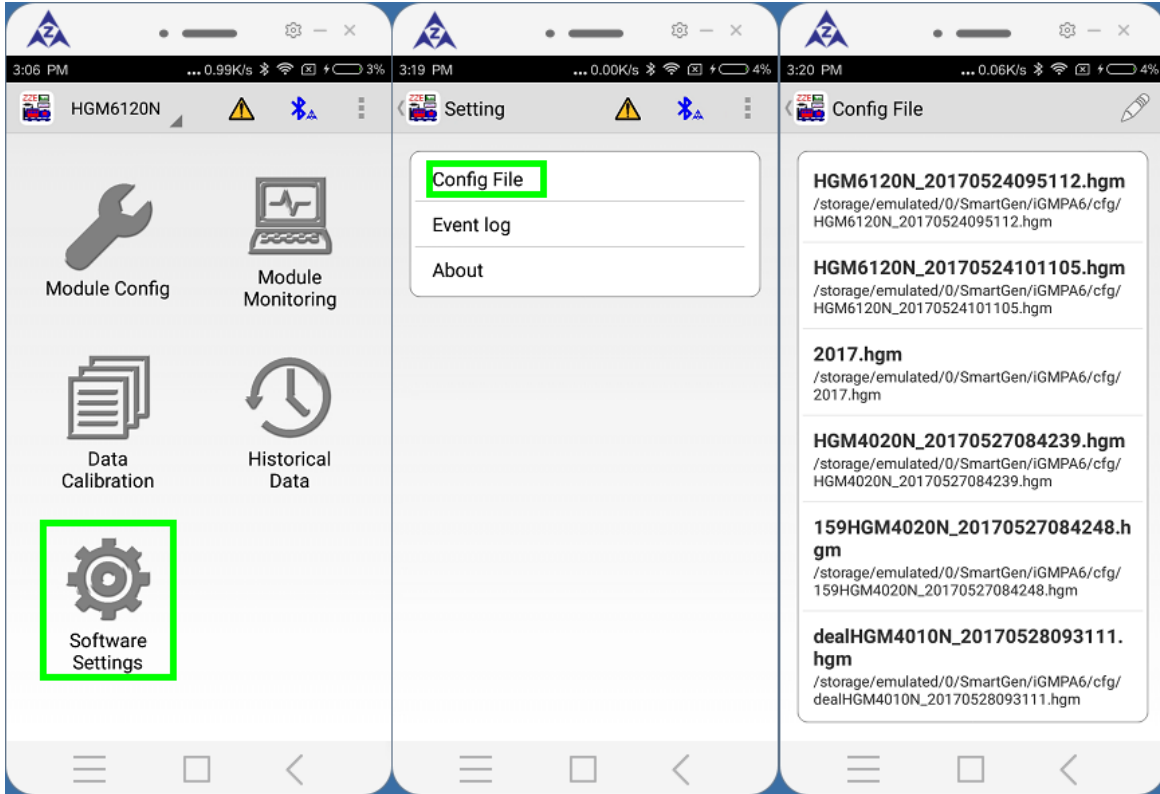 Z
3:06 PM
... 0.99K/s
3%
ZZE
HGM6120N
Module Config
Module
Monitoring
Data
Calibration
Historical
Data
Software
Settings
Z
3:19 PM
... 0.00K/s
4%
ZZE
Setting
Config File
Event log
About
Z
3:20 PM
... 0.06K/s
4%
ZZE
Config File
HGM6120N_20170524095112.hgm
/storage/emulated/0/SmartGen/iGMPA6/cfg/
HGM6120N_20170524095112.hgm
HGM6120N_20170524101105.hgm
/storage/emulated/0/SmartGen/iGMPA6/cfg/
HGM6120N_20170524101105.hgm
2017.hgm
/storage/emulated/0/SmartGen/iGMPA6/cfg/
2017.hgm
HGM4020N_20170527084239.hgm
/storage/emulated/0/SmartGen/iGMPA6/cfg/
HGM4020N_20170527084239.hgm
159HGM4020N_20170527084248.h
gm
/storage/emulated/0/SmartGen/iGMPA6/cfg/
159HGM4020N_20170527084248.hgm
dealHGM4010N_20170528093111.
hgm
/storage/emulated/0/SmartGen/iGMPA6/cfg/
dealHGM4010N_20170528093111.hgm